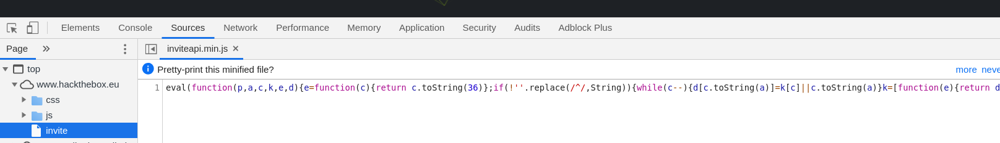 Elements Console Sources Network Performance Memory Application Security Audits Adblock Plus
Page inviteapi.min.js
top
Pretty-print this minified file? more neve
www.hackthebox.eu
1 eval(function(p,a,c,k,e,d){e=function(c){return c.toString(36)};if(!''.replace(/^/,String)){while(c--){d[c.toString(a)]=k[c]||c.toString(a)}k=[function(e){return d
css
js
invite